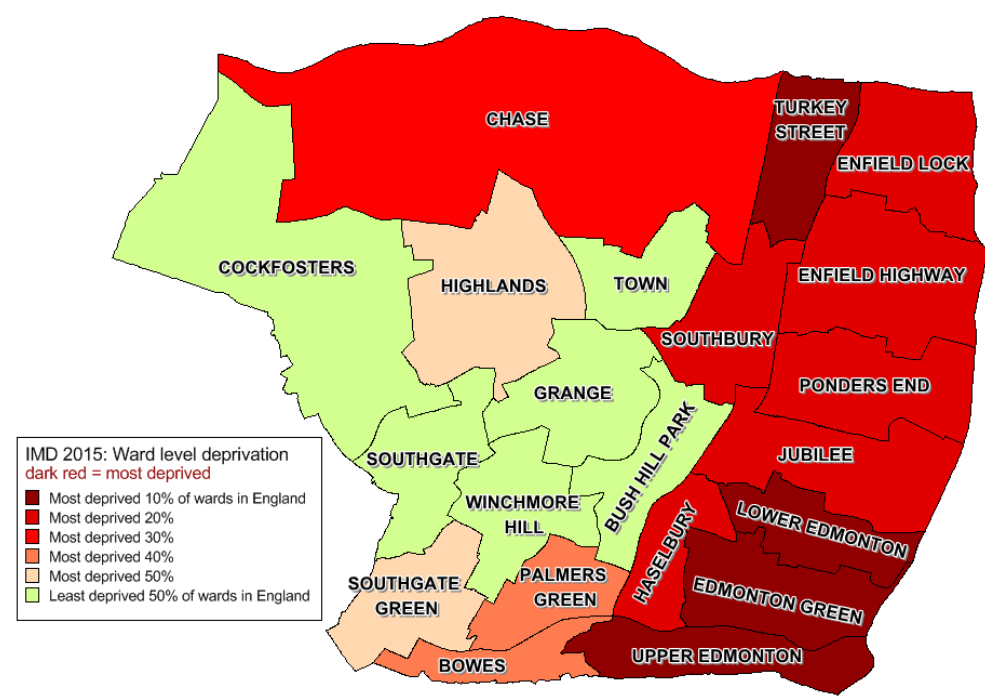 TURKEY
STREET
CHASE
ENFIELD LOCK
COCKFOSTERS
HIGHLANDS
TOWN
ENFIELD HIGHWAY
SOUTHBURY
GRANGE
PONDERS END
BUSH HILL PARK
SOUTHGATE
JUBILEE
WINCHMORE
HILL
LOWER EDMONTON
HASELBURY
SOUTHGATE
GREEN
PALMERS
GREEN
EDMONTON GREEN
BOWES
UPPER EDMONTON
IMD 2015: Ward level deprivation
dark red = most deprived
Most deprived 10% of wards in England
Most deprived 20%
Most deprived 30%
Most deprived 40%
Most deprived 50%
Least deprived 50% of wards in England